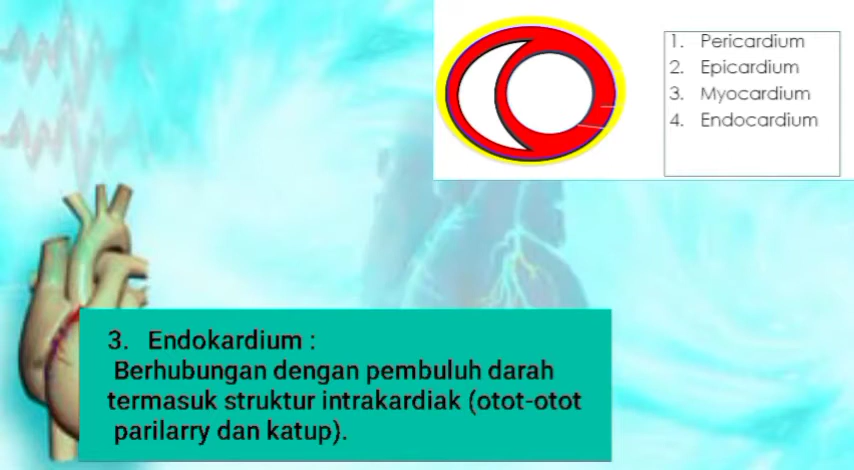 1. Pericardium
2. Epicardium
3. Myocardium
4. Endocardium
3. Endokardium :
Berhubungan dengan pembuluh darah
termasuk struktur intrakardiak (otot-otot
parilarry dan katup).